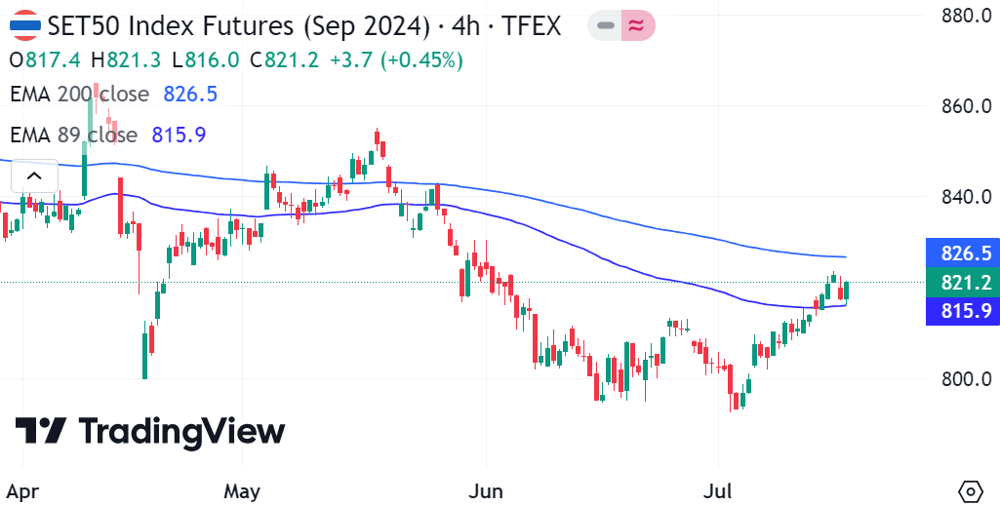 SET50 Index Futures (Sep 2024) · 4h · TFEX
O817.4 H821.3 L816.0 C821.2 +3.7 (+0.45%)
EMA 200 close 826.5
EMA 89 close 815.9
880.0
860.0
840.0
826.5
821.2
815.9
800.0
TradingView
Apr May Jun Jul